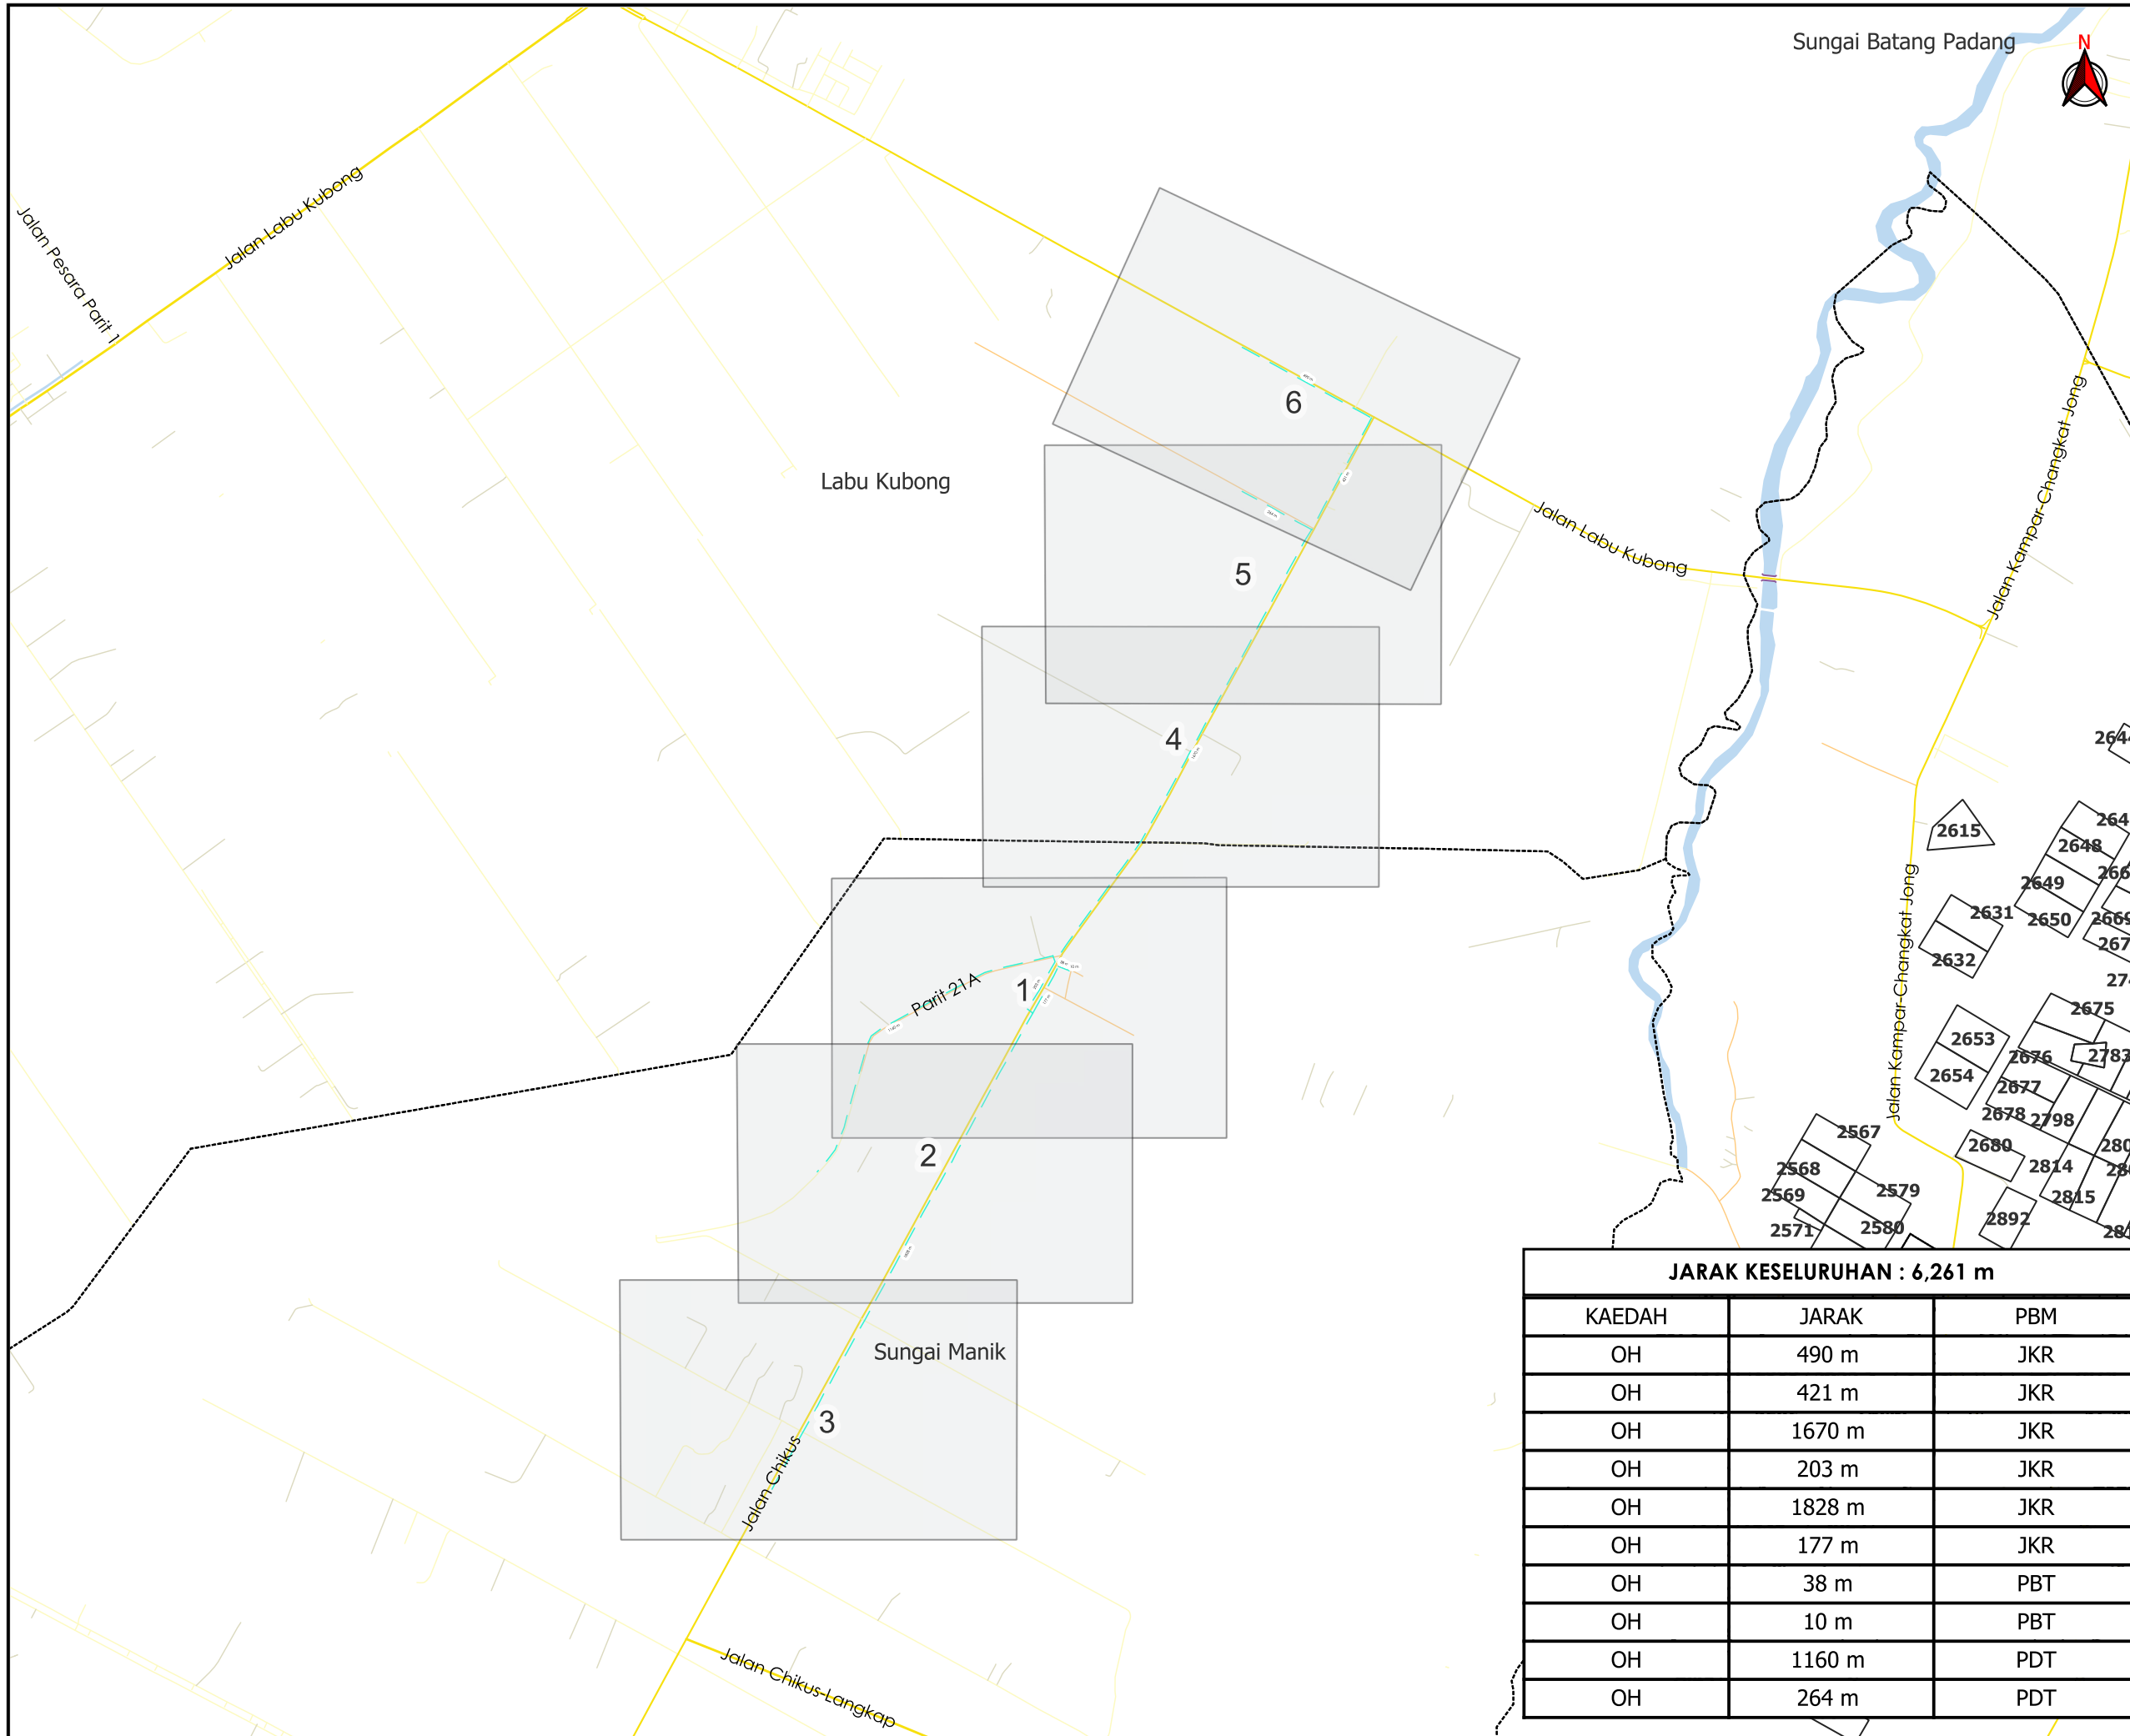 Sungai Batang Padang
N
Jalan Labu Kubong
Jalan Pesara Parit 1
6
Labu Kubong
5
Jalan Labu Kubong
Jalan Kampar-Changkat Jong
4
Jalan Kampar-Changkat Jong
1
Parit 21A
2
Sungai Manik
3
Jalan Chikus
Jalan Chikus-Langkap
2615
2648
2649
2650
2631
2632
2675
2653
2654
2676
2783
2677
2678
2798
2680
2814
2815
2892
2567
2568
2569
2571
2579
2580
JARAK KESELURUHAN : 6,261 m
KAEDAH JARAK PBM
OH 490 m JKR
OH 421 m JKR
OH 1670 m JKR
OH 203 m JKR
OH 1828 m JKR
OH 177 m JKR
OH 38 m PBT
OH 10 m PBT
OH 1160 m PDT
OH 264 m PDT